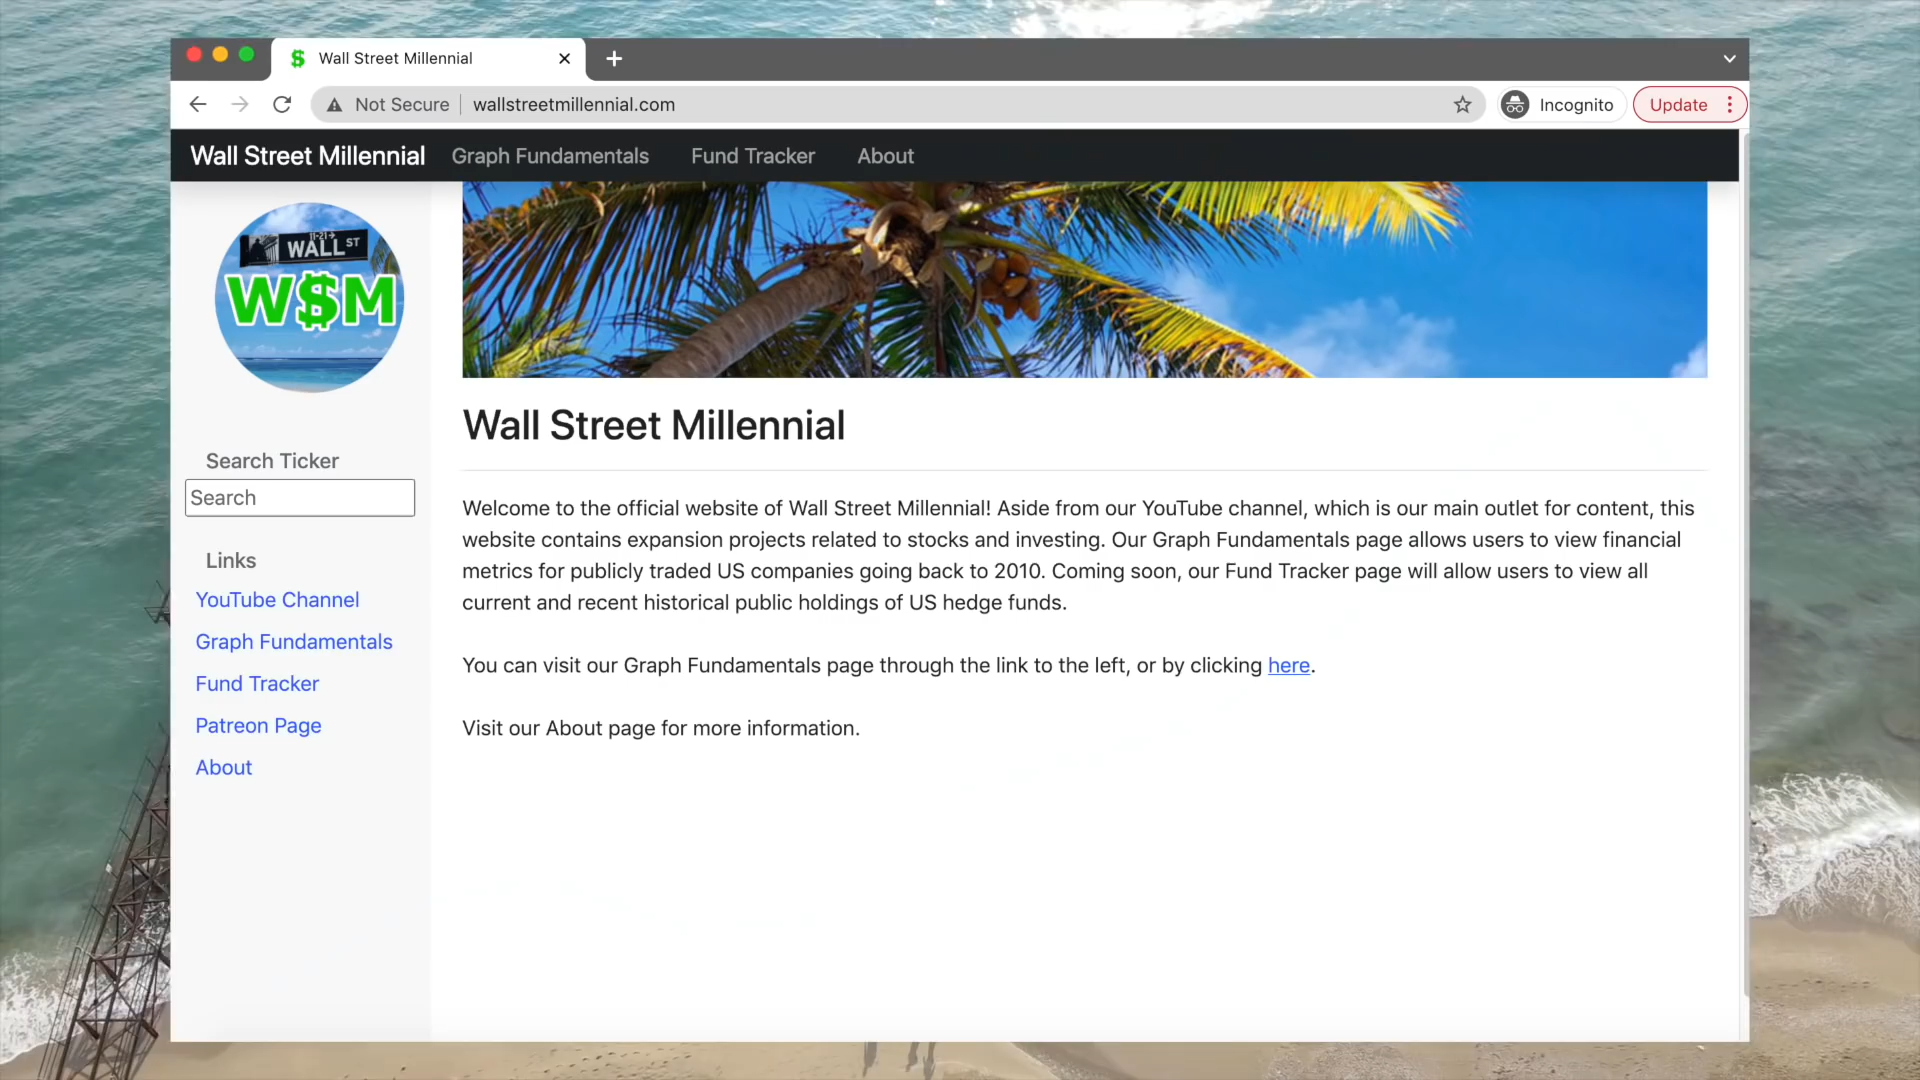 Wall Street Millennial
Not Secure wallstreetmillennial.com
Incognito
Update
Wall Street Millennial Graph Fundamentals Fund Tracker About
11-21→
WALL ST
W$M
Search Ticker
Search
Links
YouTube Channel
Graph Fundamentals
Fund Tracker
Patreon Page
About
Wall Street Millennial
Welcome to the official website of Wall Street Millennial! Aside from our YouTube channel, which is our main outlet for content, this
website contains expansion projects related to stocks and investing. Our Graph Fundamentals page allows users to view financial
metrics for publicly traded US companies going back to 2010. Coming soon, our Fund Tracker page will allow users to view all
current and recent historical public holdings of US hedge funds.
You can visit our Graph Fundamentals page through the link to the left, or by clicking here.
Visit our About page for more information.